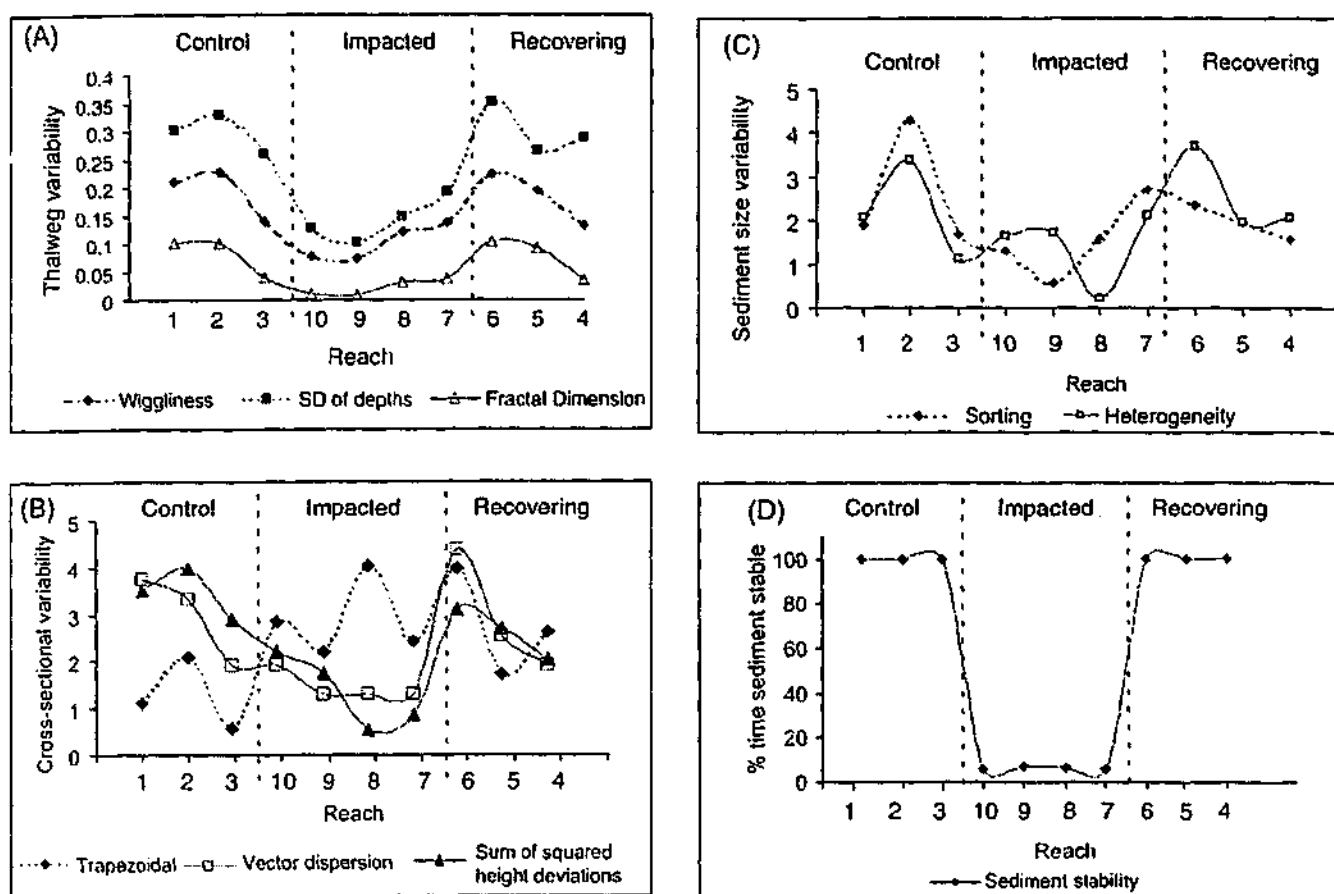 (A)
Control Impacted Recovering
Thalweg variability
0.4
0.35
0.3
0.25
0.2
0.15
0.1
0.05
0
1 2 3 10 9 8 7 6 5 4
Reach
Wiggliness SD of depths Fractal Dimension
(C)
Control Impacted Recovering
Sediment size variability
5
4
3
2
1
0
1 2 3 10 9 8 7 6 5 4
Reach
Sorting Heterogeneity
(B)
Control Impacted Recovering
Cross-sectional variability
5
4
3
2
1
0
1 2 3 10 9 8 7 6 5 4
Reach
Trapezoidal Vector dispersion Sum of squared
height deviations
(D)
Control Impacted Recovering
% time sediment stable
100
80
60
40
20
0
1 2 3 10 9 8 7 6 5 4
Reach
Sediment stability